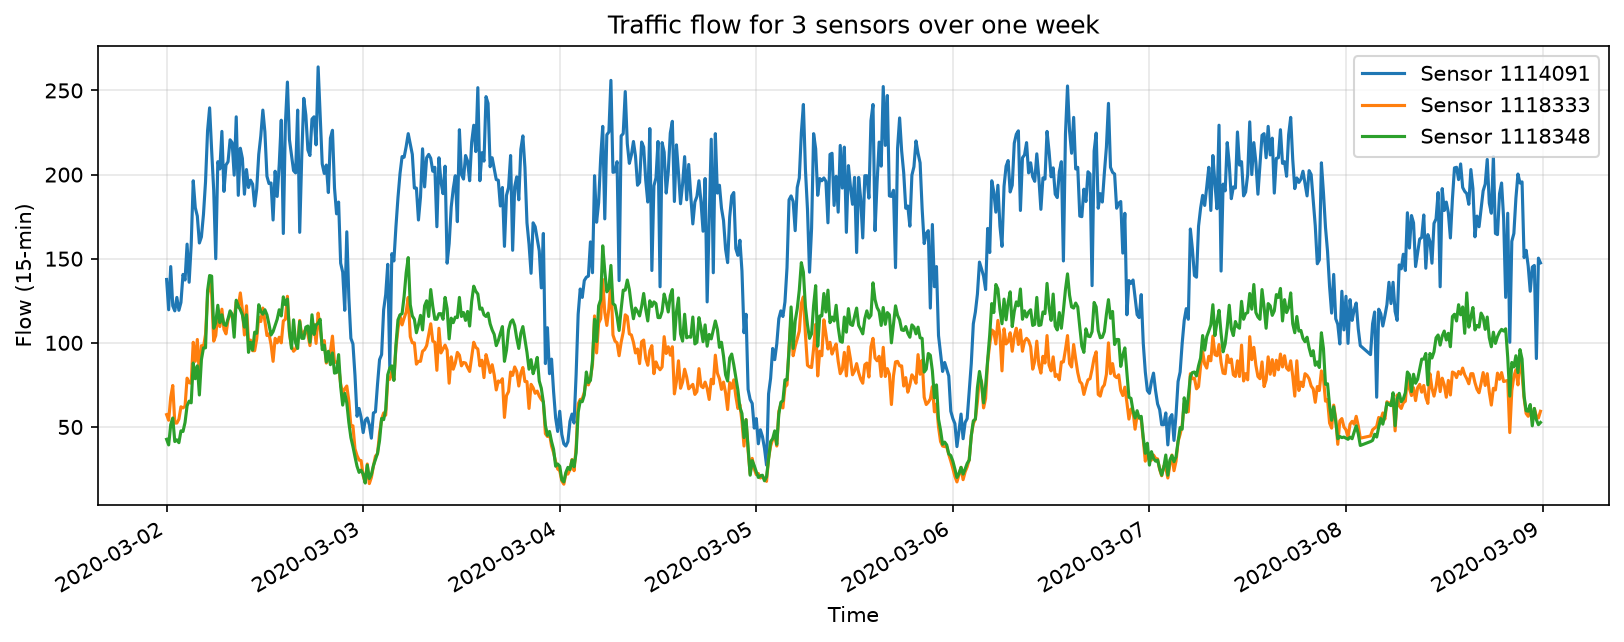 Traffic flow for 3 sensors over one week
Flow (15-min)
250
200
150
100
50
Sensor 1114091
Sensor 1118333
Sensor 1118348
2020-03-02
2020-03-03
2020-03-04
2020-03-05
2020-03-06
2020-03-07
2020-03-08
2020-03-09
Time